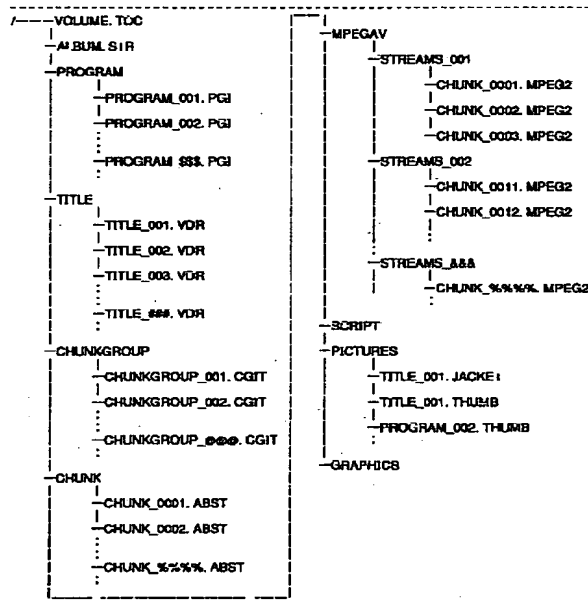 /
VOLUME. TOC
ALBUM. STR
PROGRAM
PROGRAM_001. PGI
PROGRAM_002. PGI
PROGRAM $$$. PGI
TITLE
TITLE_001. VDR
TITLE_002. VDR
TITLE_003. VDR
TITLE_###. VDR
CHUNKGROUP
CHUNKGROUP_001. CGIT
CHUNKGROUP_002. CGIT
CHUNKGROUP_@@@. CGIT
CHUNK
CHUNK_0001. ABST
CHUNK_0002. ABST
CHUNK_%%%%. ABST
MPEGAV
STREAMS_001
CHUNK_0001. MPEG2
CHUNK_0002. MPEG2
CHUNK_0003. MPEG2
STREAMS_002
CHUNK_0011. MPEG2
CHUNK_0012. MPEG2
STREAMS_&&&
CHUNK_%%%%. MPEG2
SCRIPT
PICTURES
TITLE_001. JACKET
TITLE_001. THUMB
PROGRAM_002. THUMB
GRAPHICS